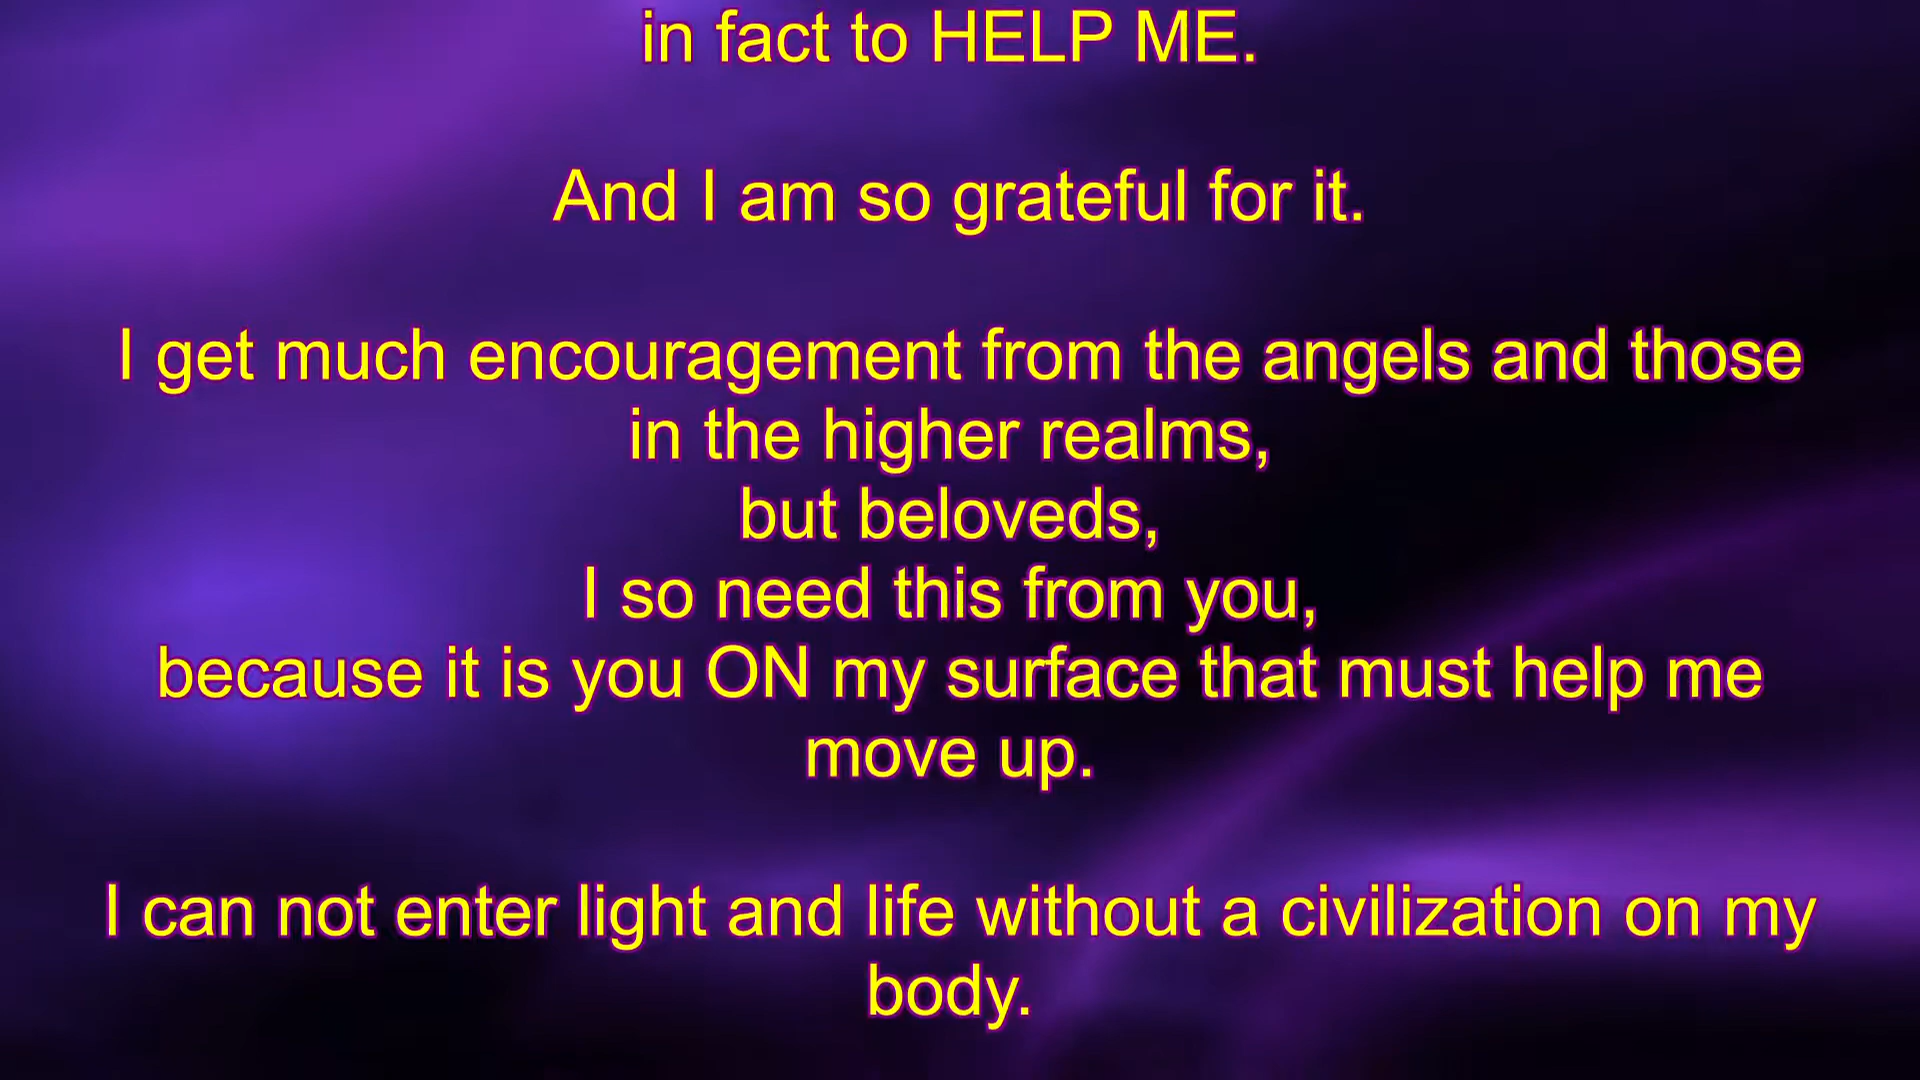 in fact to HELP ME.
And I am so grateful for it.
I get much encouragement from the angels and those
in the higher realms,
but beloveds,
I so need this from you,
because it is you ON my surface that must help me
move up.
I can not enter light and life without a civilization on my
body.